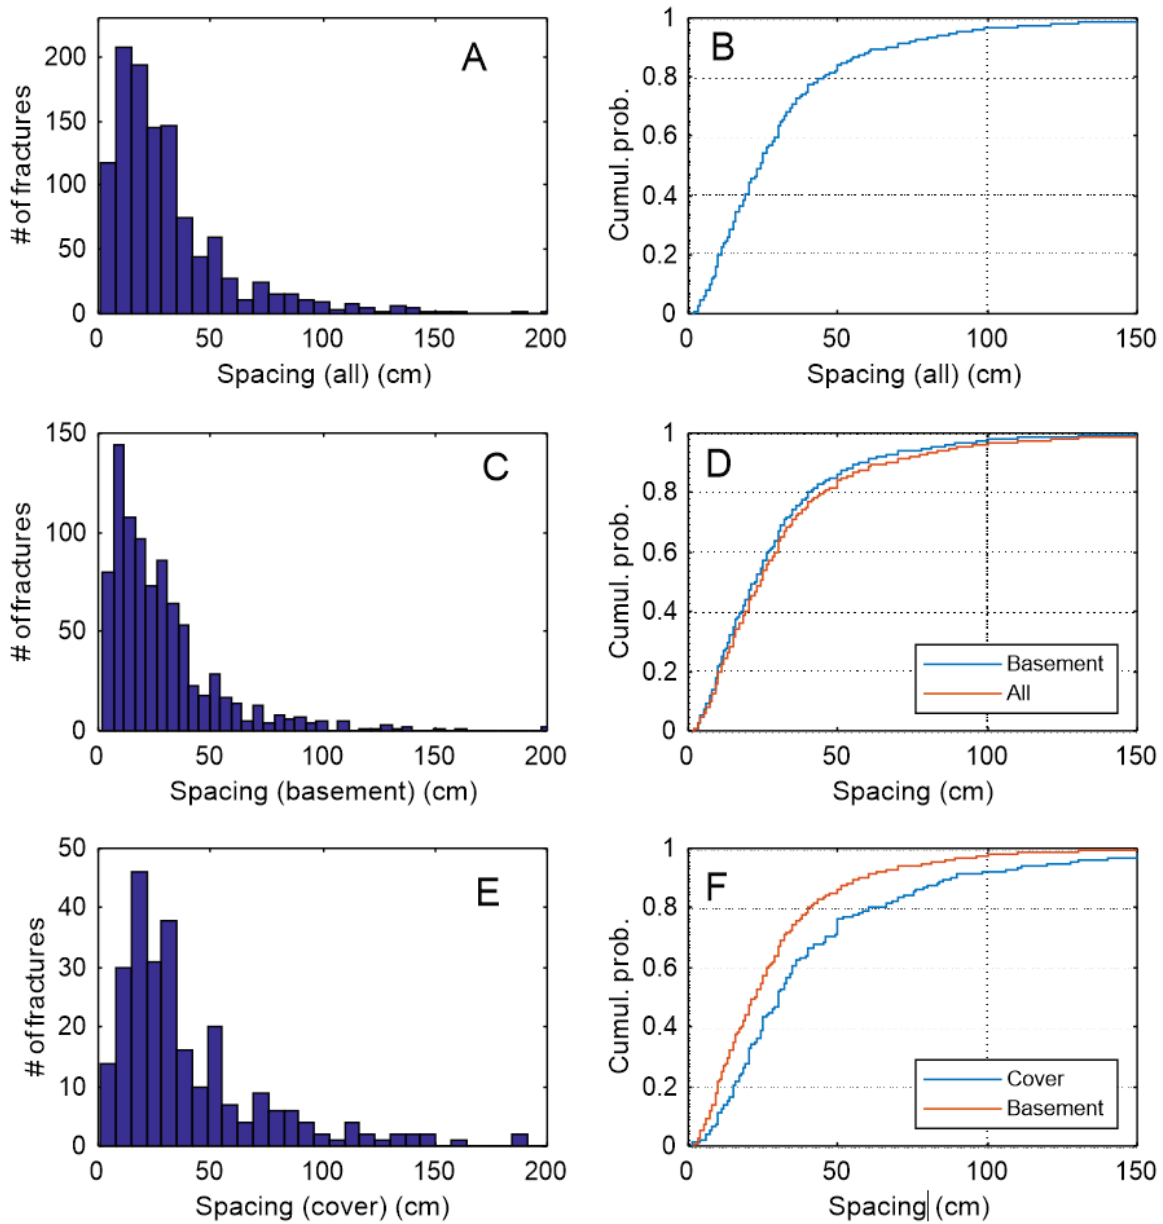 A
# of fractures
200
150
100
50
0
0 50 100 150 200
Spacing (all) (cm)
B
Cumul. prob.
1
0.8
0.6
0.4
0.2
0
0 50 100 150
Spacing (all) (cm)
C
# of fractures
150
100
50
0
0 50 100 150 200
Spacing (basement) (cm)
D
Cumul. prob.
1
0.8
0.6
0.4
0.2
0
Basement
All
0 50 100 150
Spacing (cm)
E
# of fractures
50
40
30
20
10
0
0 50 100 150 200
Spacing (cover) (cm)
F
Cumul. prob.
1
0.8
0.6
0.4
0.2
0
Cover
Basement
0 50 100 150
Spacing (cm)